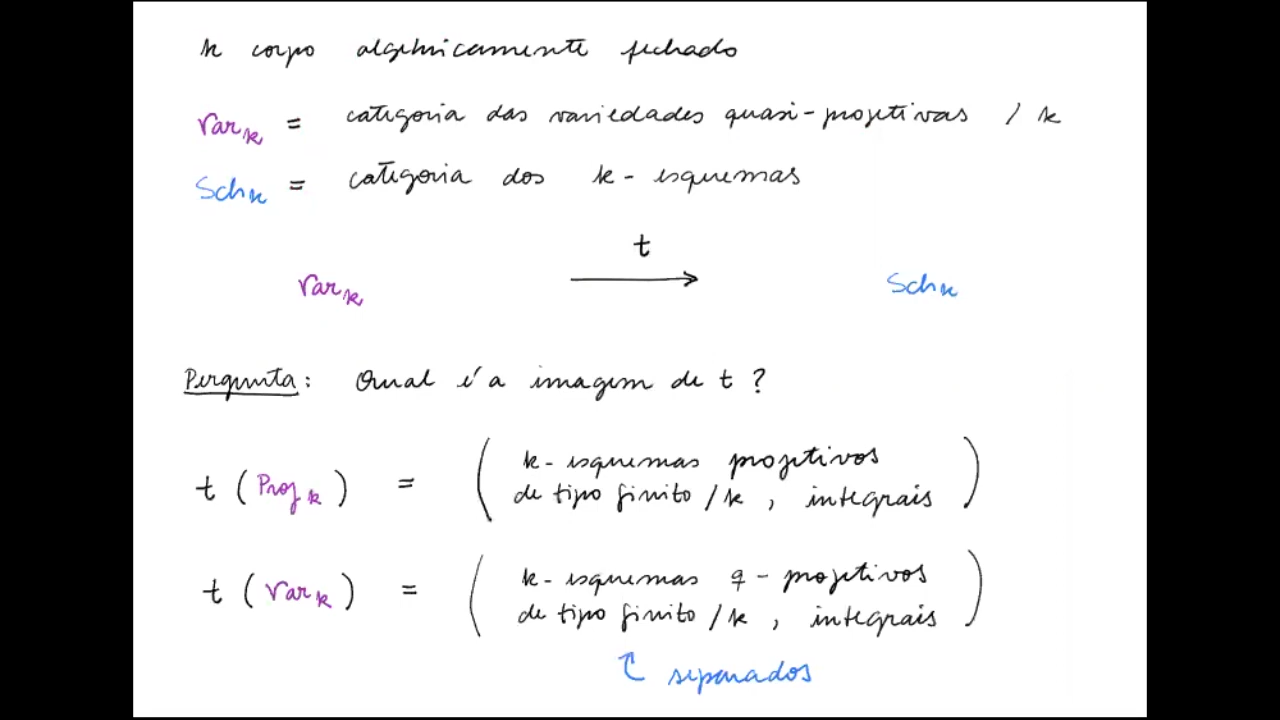 k corpo algebricamente fechado
Var_k = categoria das variedades quasi-projetivas / k
Sch_k = categoria dos k-esquemas
t
Var_k ⟶ Sch_k
Pergunta: Qual é a imagem de t ?
t ( Proj_k ) = ( k-esquemas projetivos
de tipo finito / k , integrais )
t ( Var_k ) = ( k-esquemas q-projetivos
de tipo finito / k , integrais )
separados